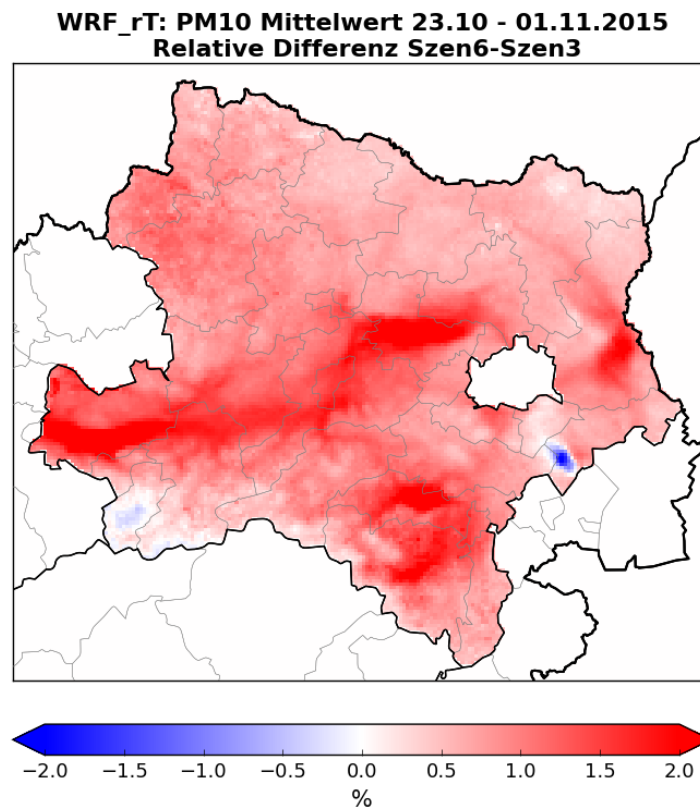 WRF_rT: PM10 Mittelwert 23.10 - 01.11.2015
Relative Differenz Szen6-Szen3
−2.0 −1.5 −1.0 −0.5 0.0 0.5 1.0 1.5 2.0
%